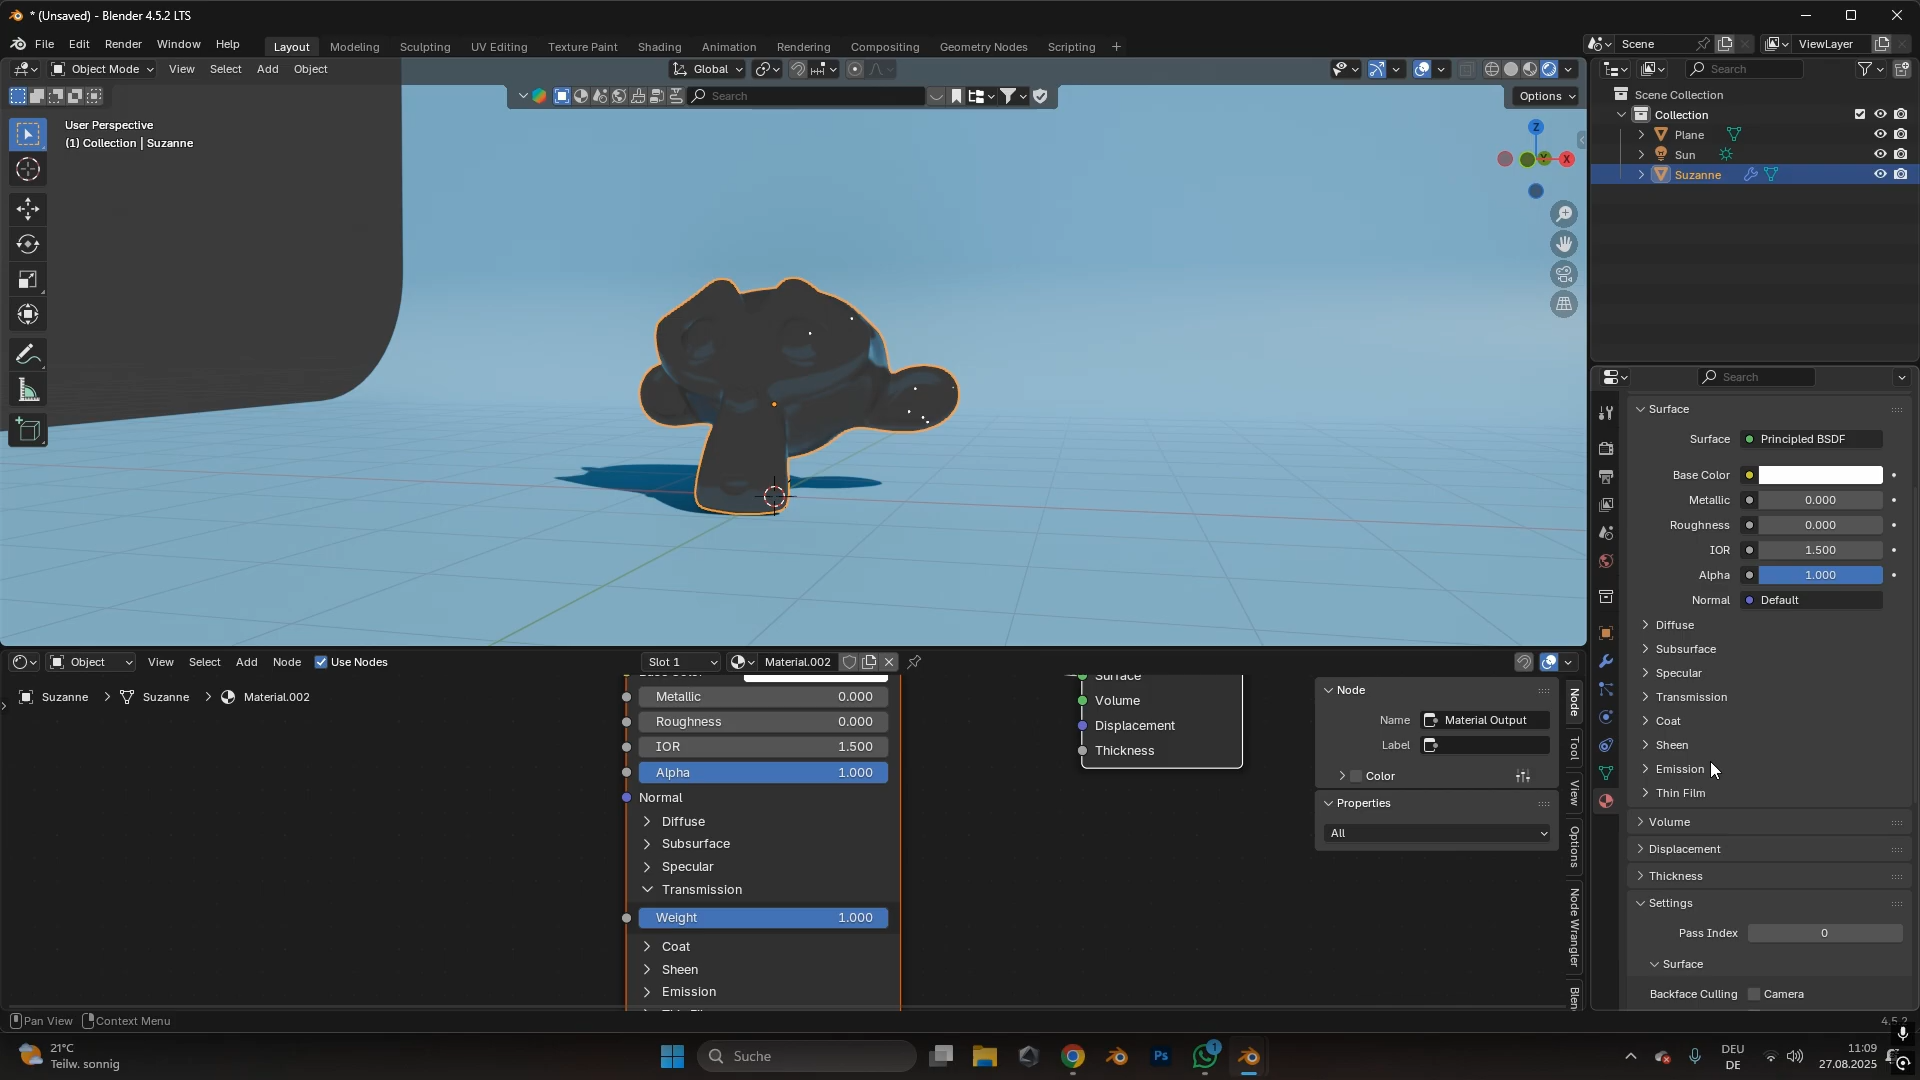 * (Unsaved) - Blender 4.5.2 LTS
File Edit Render Window Help
Layout Modeling Sculpting UV Editing Texture Paint Shading Animation Rendering Compositing Geometry Nodes Scripting +
Scene
ViewLayer
Object Mode View Select Add Object
Global
Search
Options
User Perspective
(1) Collection | Suzanne
Z
Y
X
Search
Scene Collection
Collection
Plane
Sun
Suzanne
Search
Surface
Surface Principled BSDF
Base Color
Metallic 0.000
Roughness 0.000
IOR 1.500
Alpha 1.000
Normal Default
Diffuse
Subsurface
Specular
Transmission
Coat
Sheen
Emission
Thin Film
Volume
Displacement
Thickness
Settings
Pass Index 0
Surface
Backface Culling Camera
Object View Select Add Node Use Nodes
Slot 1
Material.002
Suzanne > Suzanne > Material.002
Metallic 0.000
Roughness 0.000
IOR 1.500
Alpha 1.000
Normal
Diffuse
Subsurface
Specular
Transmission
Weight 1.000
Coat
Sheen
Emission
Surface
Volume
Displacement
Thickness
Node
Name Material Output
Label
Color
Properties
All
Node
Tool
View
Options
Node Wrangler
Blen
Pan View Context Menu
4.5.2
21°C
Teilw. sonnig
Suche
Ps
1
DEU
DE
11:09
27.08.2025